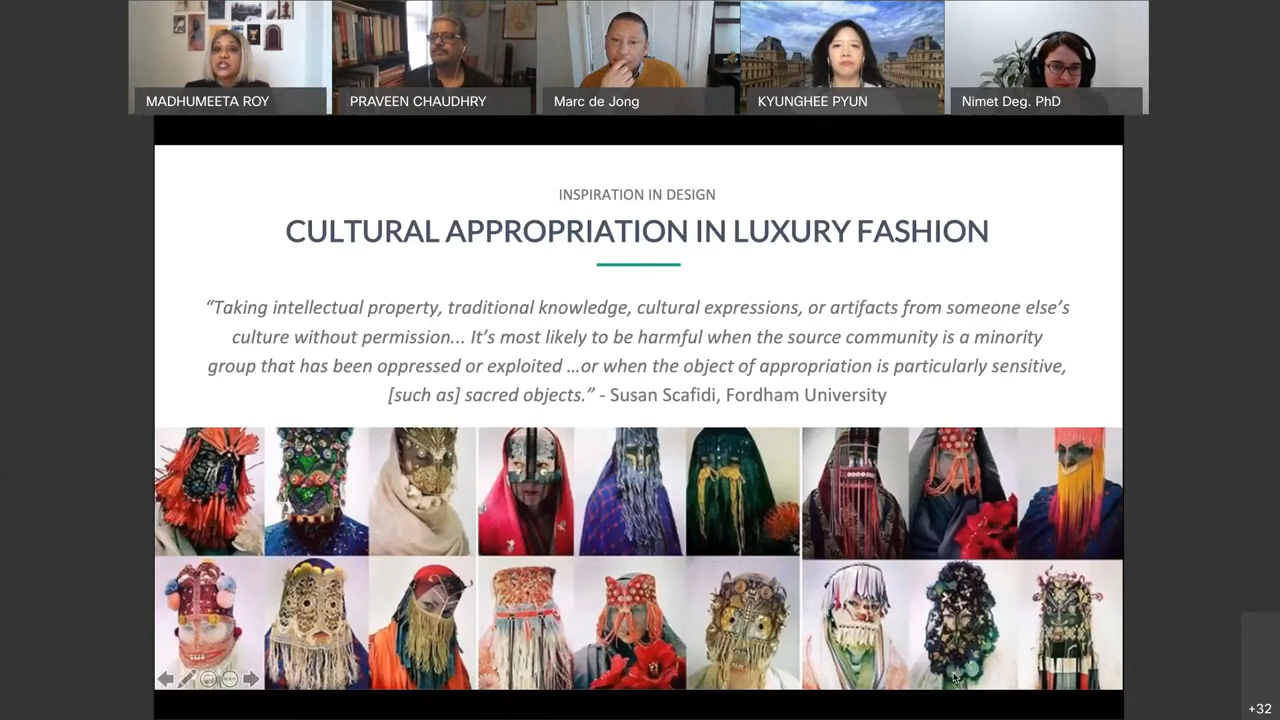 MADHUMEETA ROY
PRAVEEN CHAUDHRY
Marc de Jong
KYUNGHEE PYUN
Nimet Deg. PhD
INSPIRATION IN DESIGN
CULTURAL APPROPRIATION IN LUXURY FASHION
“Taking intellectual property, traditional knowledge, cultural expressions, or artifacts from someone else’s
culture without permission... It’s most likely to be harmful when the source community is a minority
group that has been oppressed or exploited ...or when the object of appropriation is particularly sensitive,
[such as] sacred objects.” - Susan Scafidi, Fordham University
+32